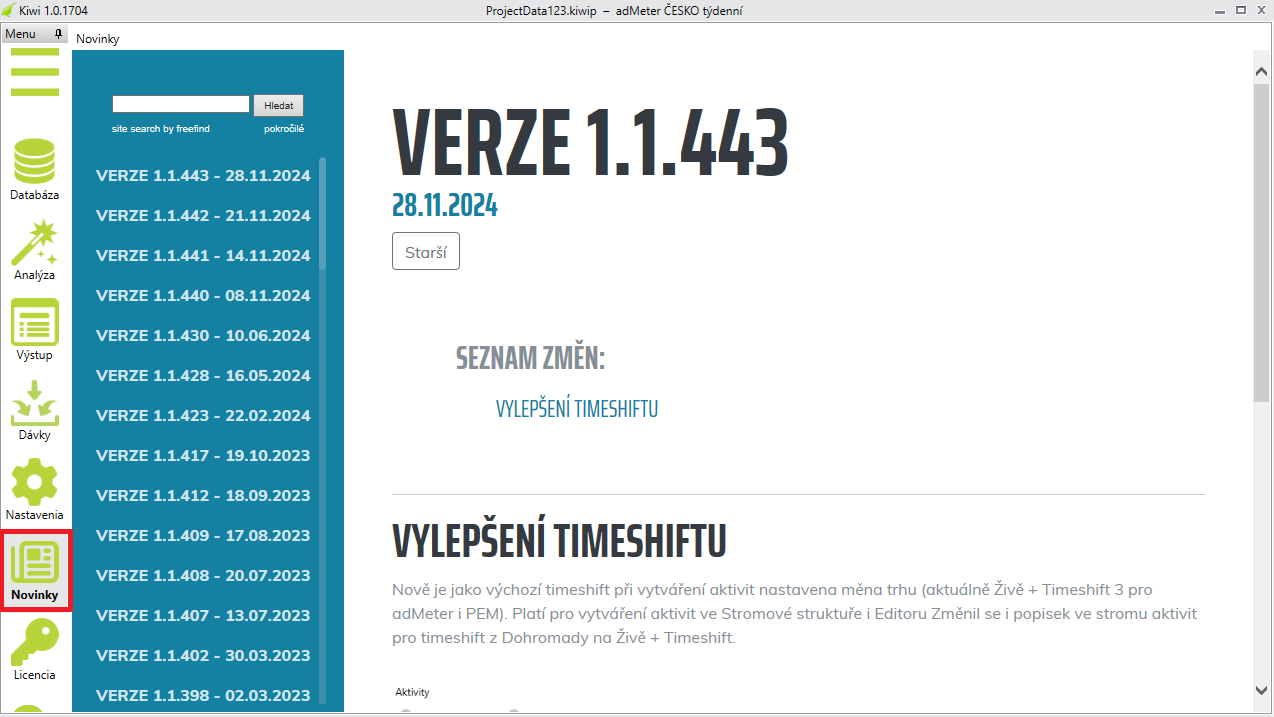 Kiwi 1.0.1704
ProjectData123.kiwip – adMeter ČESKO týdenní
Menu
Novinky
Databáza
Analýza
Výstup
Dávky
Nastavenia
Novinky
Licencia
Hledat
site search by freefind
pokročilé
VERZE 1.1.443 - 28.11.2024
VERZE 1.1.442 - 21.11.2024
VERZE 1.1.441 - 14.11.2024
VERZE 1.1.440 - 08.11.2024
VERZE 1.1.430 - 10.06.2024
VERZE 1.1.428 - 16.05.2024
VERZE 1.1.423 - 22.02.2024
VERZE 1.1.417 - 19.10.2023
VERZE 1.1.412 - 18.09.2023
VERZE 1.1.409 - 17.08.2023
VERZE 1.1.408 - 20.07.2023
VERZE 1.1.407 - 13.07.2023
VERZE 1.1.402 - 30.03.2023
VERZE 1.1.398 - 02.03.2023
VERZE 1.1.443
28.11.2024
Starší
SEZNAM ZMĚN:
VYLEPŠENÍ TIMESHIFTU
VYLEPŠENÍ TIMESHIFTU
Nově je jako výchozí timeshift při vytváření aktivit nastavena měna trhu (aktuálně Živě + Timeshift 3 pro
adMeter i PEM). Platí pro vytváření aktivit ve Stromové struktuře i Editoru Změnil se i popisek ve stromu aktivit
pro timeshift z Dohromady na Živě + Timeshift.
Aktivity